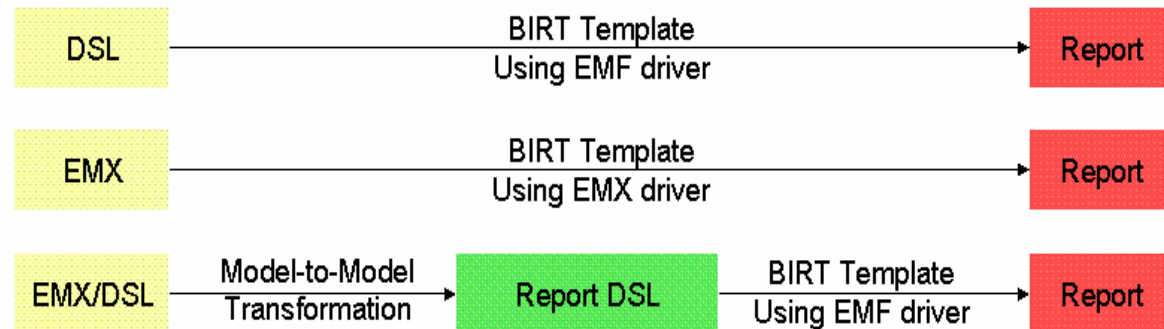 DSL
BIRT Template
Using EMF driver
Report
EMX
BIRT Template
Using EMX driver
Report
EMX/DSL
Model-to-Model
Transformation
Report DSL
BIRT Template
Using EMF driver
Report